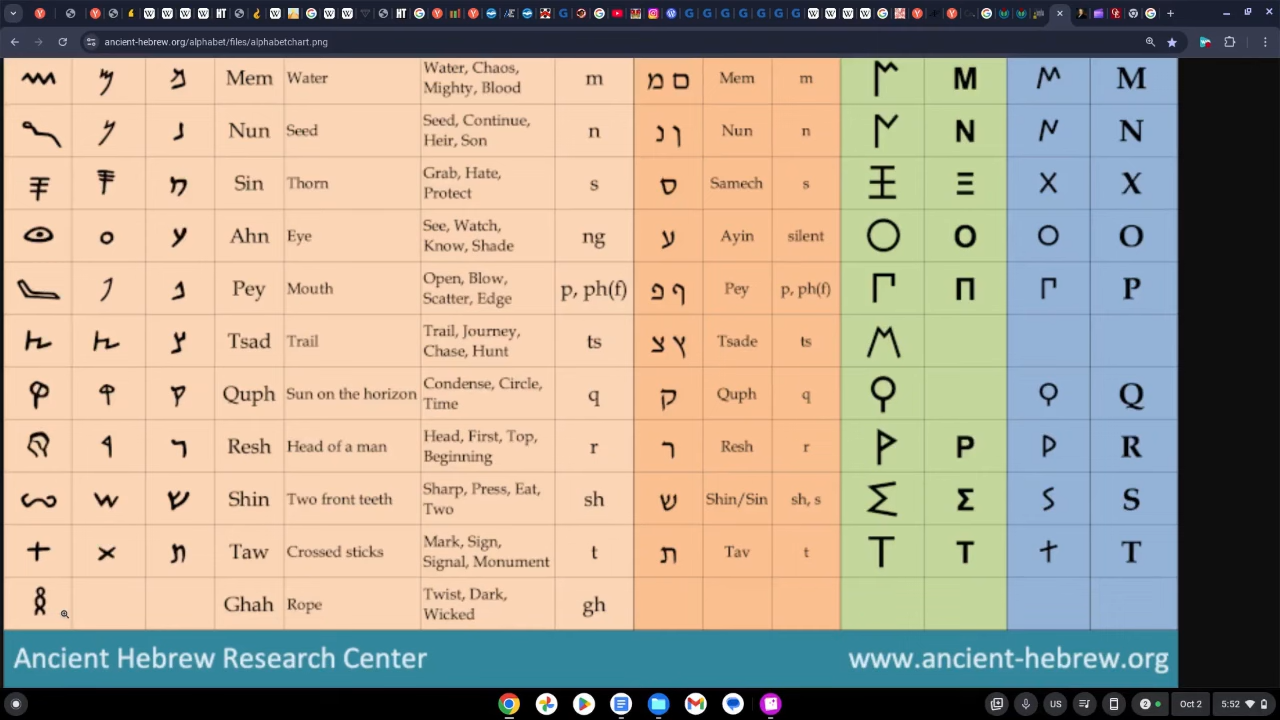 ancient-hebrew.org/alphabet/files/alphabetchart.png
Mem Water Water, Chaos, Mighty, Blood m מ ם Mem m M M
Nun Seed Seed, Continue, Heir, Son n נ ן Nun n N N
Sin Thorn Grab, Hate, Protect s ס Samech s Ξ X X
Ahn Eye See, Watch, Know, Shade ng ע Ayin silent O O
Pey Mouth Open, Blow, Scatter, Edge p, ph(f) פ ף Pey p, ph(f) Π P
Tsad Trail Trail, Journey, Chase, Hunt ts צ ץ Tsade ts
Quph Sun on the horizon Condense, Circle, Time q ק Quph q Q
Resh Head of a man Head, First, Top, Beginning r ר Resh r P R
Shin Two front teeth Sharp, Press, Eat, Two sh ש Shin/Sin sh, s Σ S
Taw Crossed sticks Mark, Sign, Signal, Monument t ת Tav t T T
Ghah Rope Twist, Dark, Wicked gh
Ancient Hebrew Research Center www.ancient-hebrew.org
US 2 Oct 2 5:52